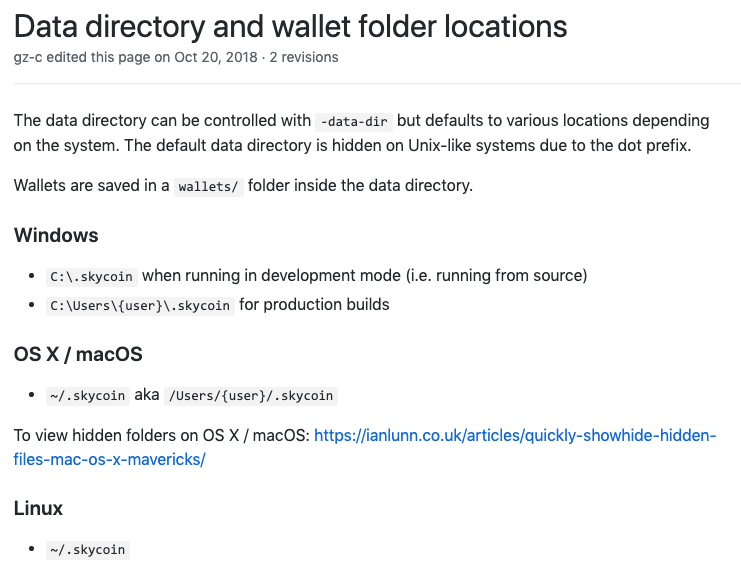 Data directory and wallet folder locations
gz-c edited this page on Oct 20, 2018 · 2 revisions
The data directory can be controlled with -data-dir but defaults to various locations depending
on the system. The default data directory is hidden on Unix-like systems due to the dot prefix.
Wallets are saved in a wallets/ folder inside the data directory.
Windows
• C:\.skycoin when running in development mode (i.e. running from source)
• C:\Users\{user}\.skycoin for production builds
OS X / macOS
• ~/.skycoin aka /Users/{user}/.skycoin
To view hidden folders on OS X / macOS: https://ianlunn.co.uk/articles/quickly-showhide-hidden-
files-mac-os-x-mavericks/
Linux
• ~/.skycoin